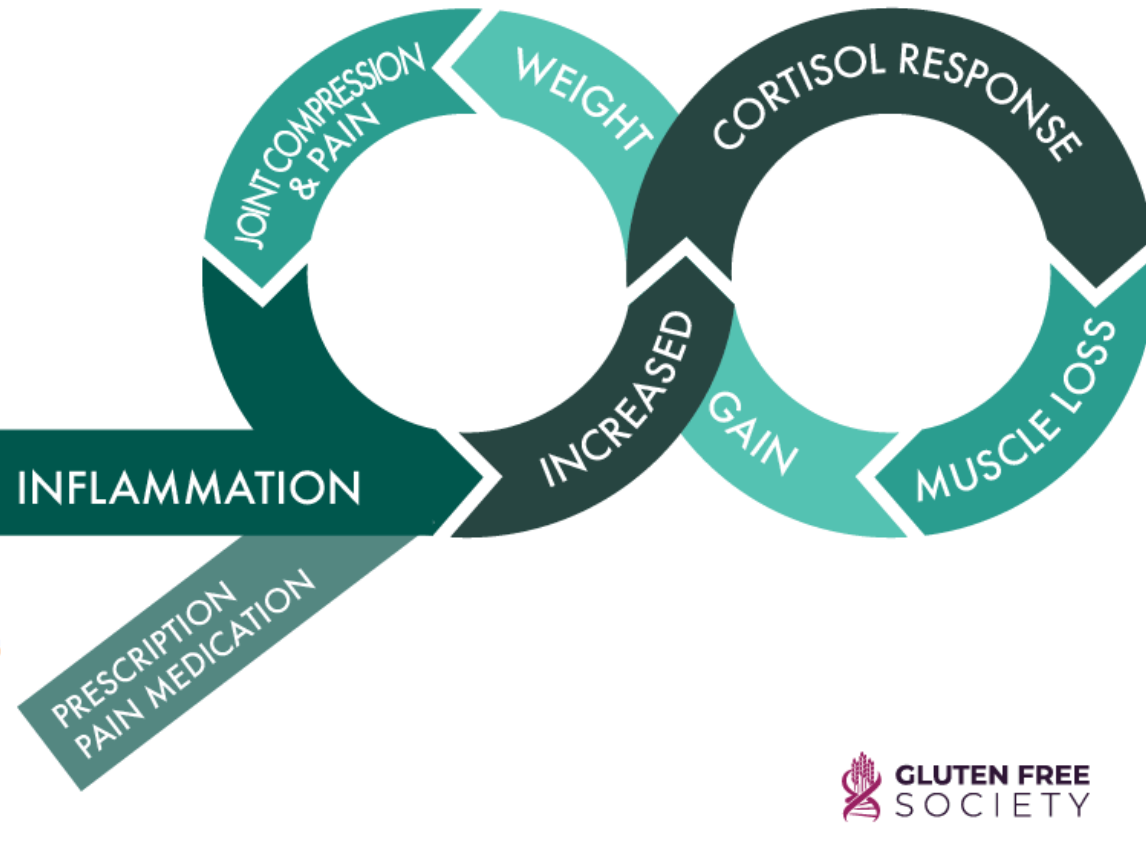 JOINT COMPRESSION
& PAIN
WEIGHT
CORTISOL RESPONSE
INCREASED
GAIN
MUSCLE LOSS
INFLAMMATION
PRESCRIPTION
PAIN MEDICATION
GLUTEN FREE
SOCIETY